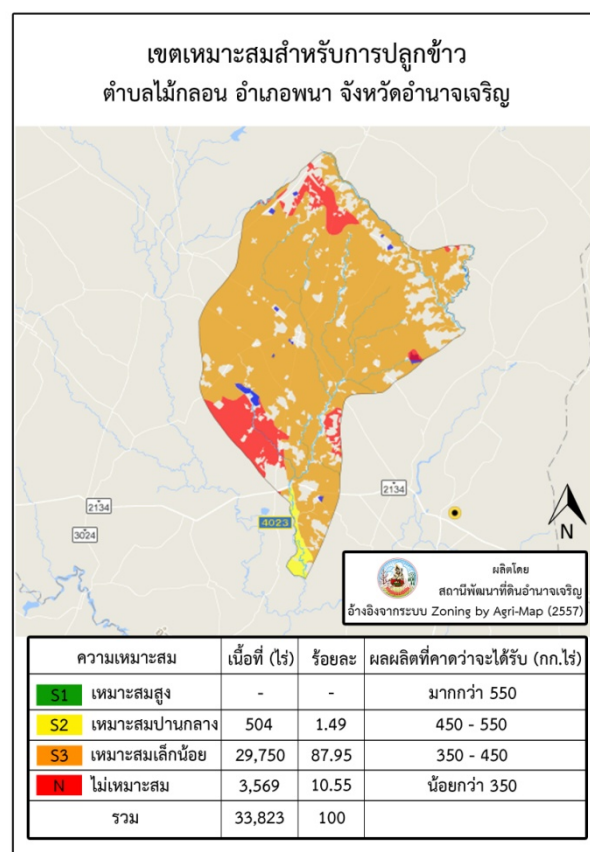 เขตเหมาะสมสำหรับการปลูกข้าว
ตำบลไม้กลอน อำเภอพนา จังหวัดอำนาจเจริญ
2134
3024
4023
2134
N
ผลิตโดย
สถานีพัฒนาที่ดินอำนาจเจริญ
อ้างอิงจากระบบ Zoning by Agri-Map (2557)
ความเหมาะสม เนื้อที่ (ไร่) ร้อยละ ผลผลิตที่คาดว่าจะได้รับ (กก.ไร่)
S1 เหมาะสมสูง - - มากกว่า 550
S2 เหมาะสมปานกลาง 504 1.49 450 - 550
S3 เหมาะสมเล็กน้อย 29,750 87.95 350 - 450
N ไม่เหมาะสม 3,569 10.55 น้อยกว่า 350
รวม 33,823 100